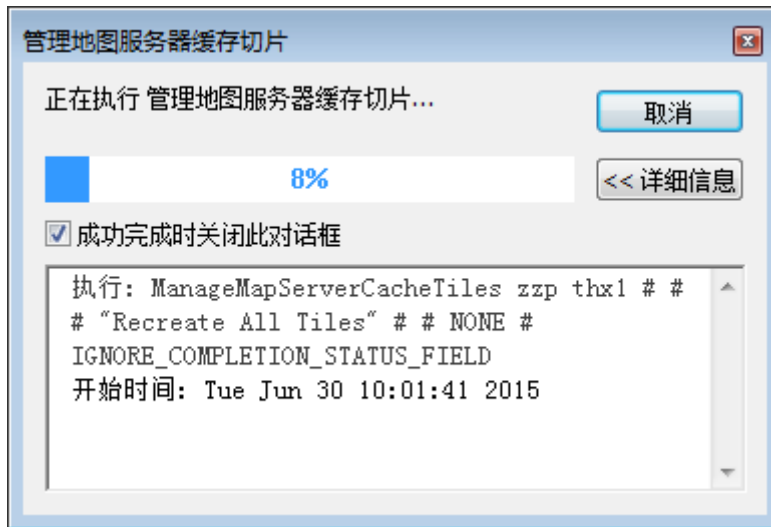 管理地图服务器缓存切片
正在执行 管理地图服务器缓存切片...
取消
8%
<< 详细信息
成功完成时关闭此对话框
执行: ManageMapServerCacheTiles zzp thx1 # #
# "Recreate All Tiles" # # NONE #
IGNORE_COMPLETION_STATUS_FIELD
开始时间: Tue Jun 30 10:01:41 2015